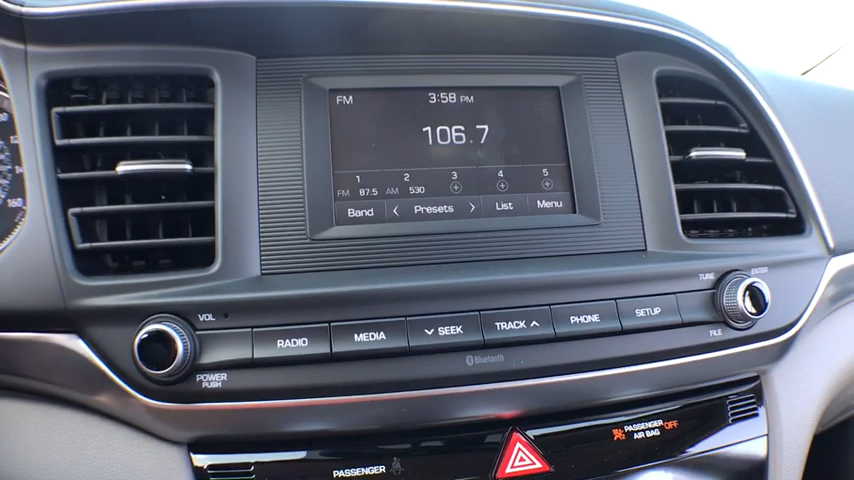 FM 3:58 PM
106.7
1 2 3 4 5
FM 87.5 AM 530
Band Presets List Menu
160
VOL
POWER
PUSH
RADIO MEDIA SEEK TRACK PHONE SETUP
TUNE ENTER
FILE
Bluetooth
PASSENGER
PASSENGER
AIR BAG OFF